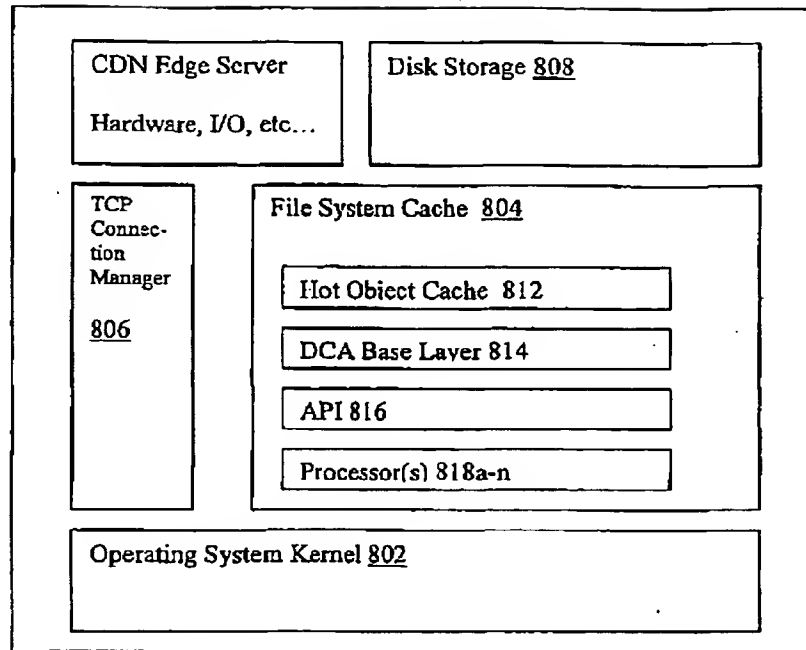 CDN Edge Server
Hardware, I/O, etc...
Disk Storage 808
TCP
Connec-
tion
Manager
806
File System Cache 804
Hot Object Cache 812
DCA Base Layer 814
API 816
Processor(s) 818a-n
Operating System Kernel 802